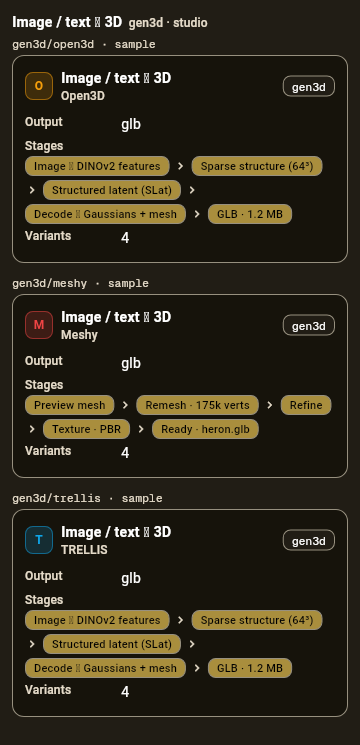 Image / text 3D gen3d · studio
gen3d/open3d · sample
O Image / text 3D gen3d
Open3D
Output glb
Stages
Image DINOv2 features › Sparse structure (64³)
› Structured latent (SLat) ›
Decode Gaussians + mesh › GLB · 1.2 MB
Variants 4
gen3d/meshy · sample
M Image / text 3D gen3d
Meshy
Output glb
Stages
Preview mesh › Remesh · 175k verts › Refine
› Texture · PBR › Ready · heron.glb
Variants 4
gen3d/trellis · sample
T Image / text 3D gen3d
TRELLIS
Output glb
Stages
Image DINOv2 features › Sparse structure (64³)
› Structured latent (SLat) ›
Decode Gaussians + mesh › GLB · 1.2 MB
Variants 4